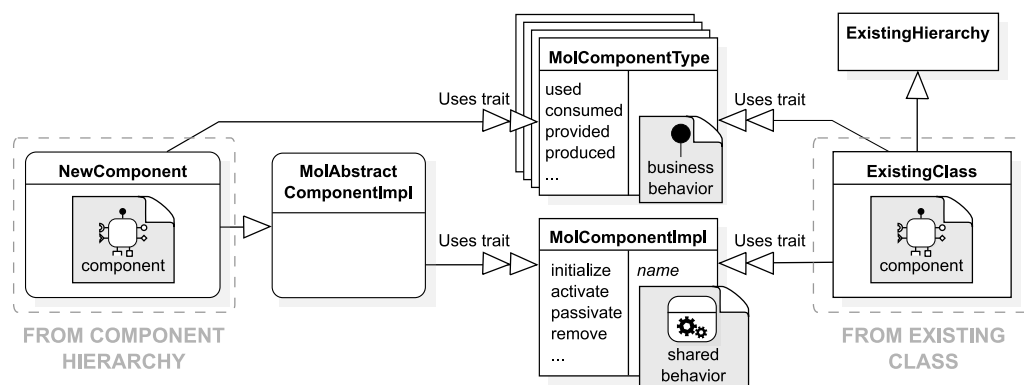 ExistingHierarchy
MolComponentType
used
consumed
provided
produced
...
business
behavior
Uses trait
Uses trait
NewComponent
component
MolAbstract
ComponentImpl
ExistingClass
component
MolComponentImpl
initialize
activate
passivate
remove
...
name
shared
behavior
Uses trait
Uses trait
FROM COMPONENT
HIERARCHY
FROM EXISTING
CLASS